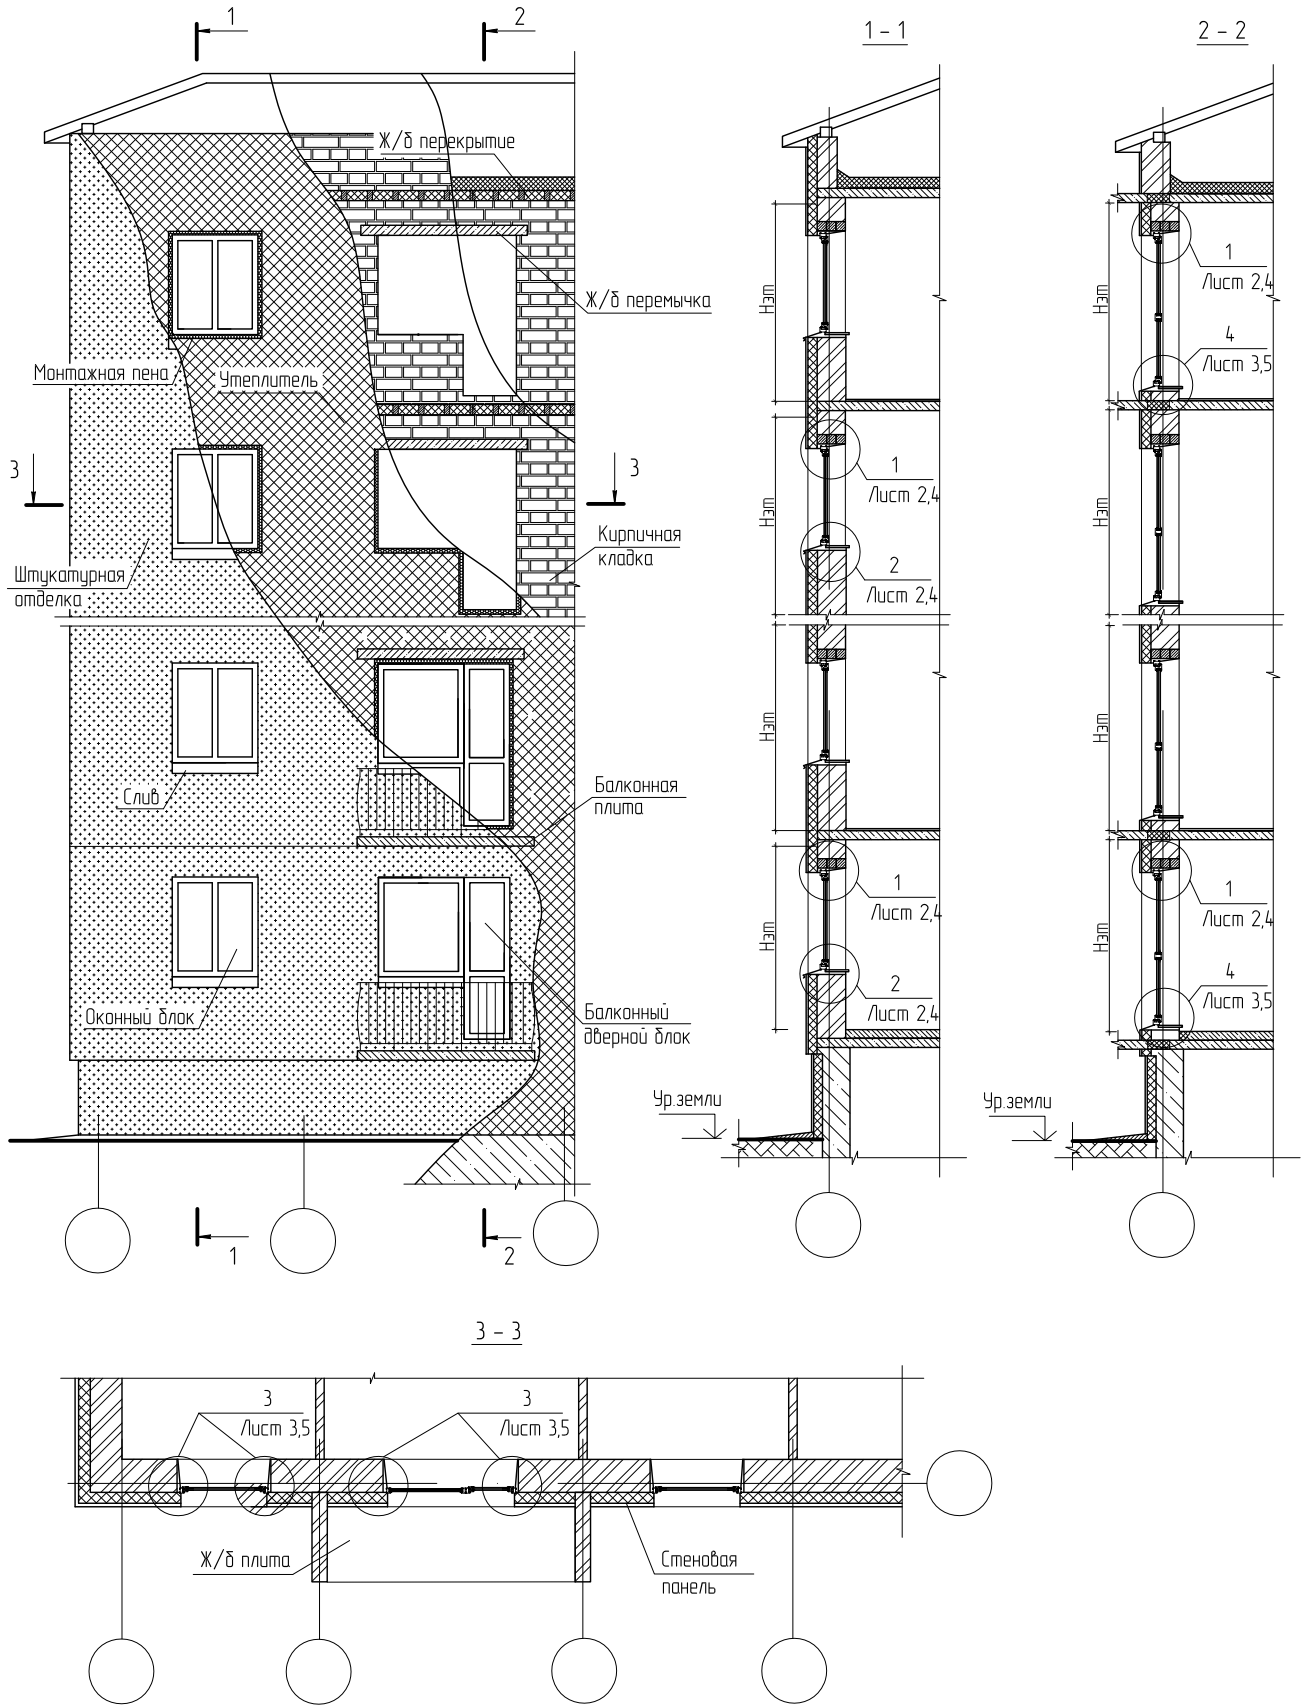 1
2
1 - 1
2 - 2
Ж/б перекрытие
Ж/б перемычка
Монтажная пена
Утеплитель
3
3
Кирпичная
кладка
Штукатурная
отделка
Слив
Балконная
плита
Оконный блок
Балконный
дверной блок
1
2
Нэт
Нэт
1
Лист 2,4
2
Лист 2,4
Нэт
Нэт
1
Лист 2,4
2
Лист 2,4
Ур.земли
Нэт
1
Лист 2,4
4
Лист 3,5
Нэт
Нэт
Нэт
1
Лист 2,4
4
Лист 3,5
Ур.земли
3 - 3
3
Лист 3,5
3
Лист 3,5
Ж/б плита
Стеновая
панель